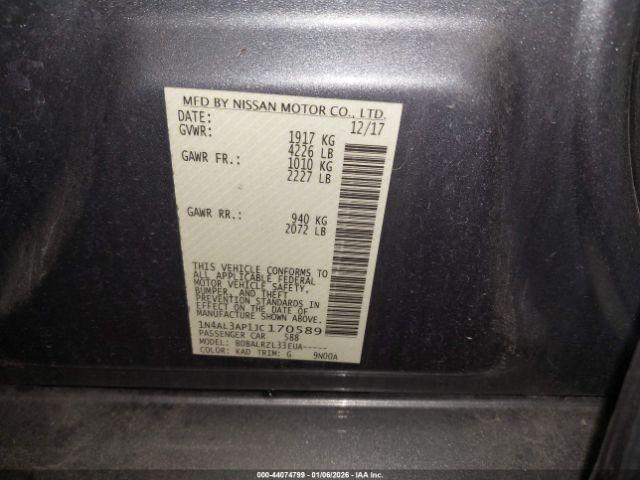 MFD BY NISSAN MOTOR CO., LTD.
DATE: 12/17
GVWR: 1917 KG
4226 LB
GAWR FR.: 1010 KG
2227 LB
GAWR RR.: 940 KG
2072 LB
THIS VEHICLE CONFORMS TO
ALL APPLICABLE FEDERAL
MOTOR VEHICLE SAFETY,
BUMPER, AND THEFT
PREVENTION STANDARDS IN
EFFECT ON THE DATE OF
MANUFACTURE SHOWN ABOVE.
1N4AL3AP1JC170589
PASSENGER CAR 588
MODEL: BDBALRZL33EUA-----
COLOR: KAD TRIM: G 9N00A
000-44074799 - 01/06/2026 - © IAA Inc.